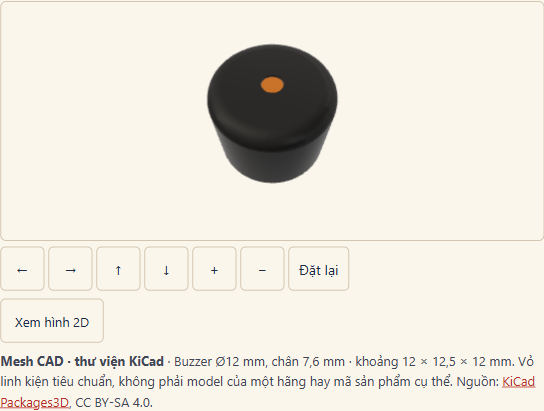 ← → ↑ ↓ + − Đặt lại
Xem hình 2D
Mesh CAD · thư viện KiCad · Buzzer Ø12 mm, chân 7,6 mm · khoảng 12 × 12,5 × 12 mm. Vỏ
linh kiện tiêu chuẩn, không phải model của một hãng hay mã sản phẩm cụ thể. Nguồn: KiCad
Packages3D, CC BY-SA 4.0.